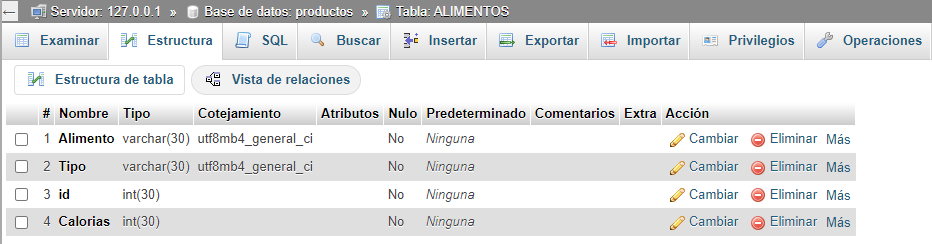 Servidor: 127.0.0.1 » Base de datos: productos » Tabla: ALIMENTOS
Examinar Estructura SQL Buscar Insertar Exportar Importar Privilegios Operaciones
Estructura de tabla Vista de relaciones
# Nombre Tipo Cotejamiento Atributos Nulo Predeterminado Comentarios Extra Acción
1 Alimento varchar(30) utf8mb4_general_ci No Ninguna Cambiar Eliminar Más
2 Tipo varchar(30) utf8mb4_general_ci No Ninguna Cambiar Eliminar Más
3 id int(30) No Ninguna Cambiar Eliminar Más
4 Calorias int(30) No Ninguna Cambiar Eliminar Más